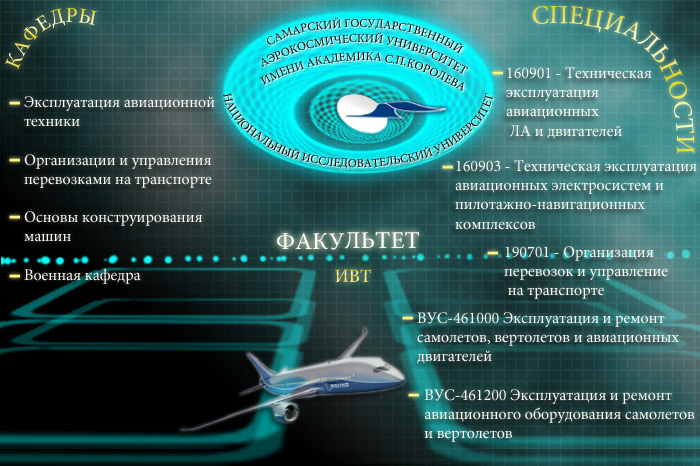 КАФЕДРЫ
Эксплуатация авиационной
техники
Организации и управления
перевозками на транспорте
Основы конструирования
машин
Военная кафедра
САМАРСКИЙ ГОСУДАРСТВЕННЫЙ
АЭРОКОСМИЧЕСКИЙ УНИВЕРСИТЕТ
ИМЕНИ АКАДЕМИКА С.П.КОРОЛЕВА
НАЦИОНАЛЬНЫЙ ИССЛЕДОВАТЕЛЬСКИЙ УНИВЕРСИТЕТ
ФАКУЛЬТЕТ
ИВТ
BOEING
СПЕЦИАЛЬНОСТИ
160901 - Техническая
эксплуатация
авиационных
ЛА и двигателей
160903 - Техническая эксплуатация
авиационных электросистем и
пилотажно-навигационных
комплексов
190701 - Организация
перевозок и управление
на транспорте
ВУС-461000 Эксплуатация и ремонт
самолетов, вертолетов и авиационных
двигателей
ВУС-461200 Эксплуатация и ремонт
авиационного оборудования самолетов
и вертолетов